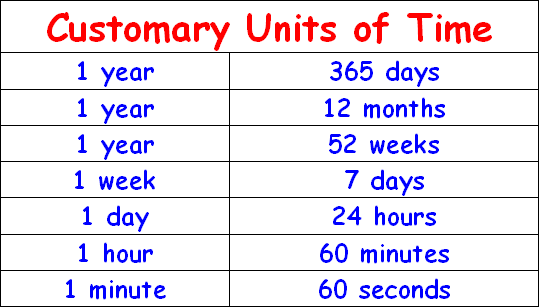 Customary Units of Time
1 year 365 days
1 year 12 months
1 year 52 weeks
1 week 7 days
1 day 24 hours
1 hour 60 minutes
1 minute 60 seconds